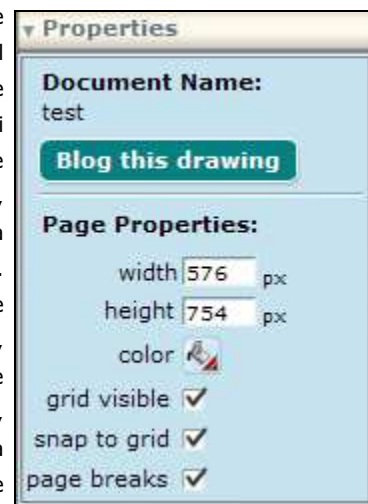 Properties
Document Name:
test
Blog this drawing
Page Properties:
width 576 px
height 754 px
color
grid visible
snap to grid
page breaks